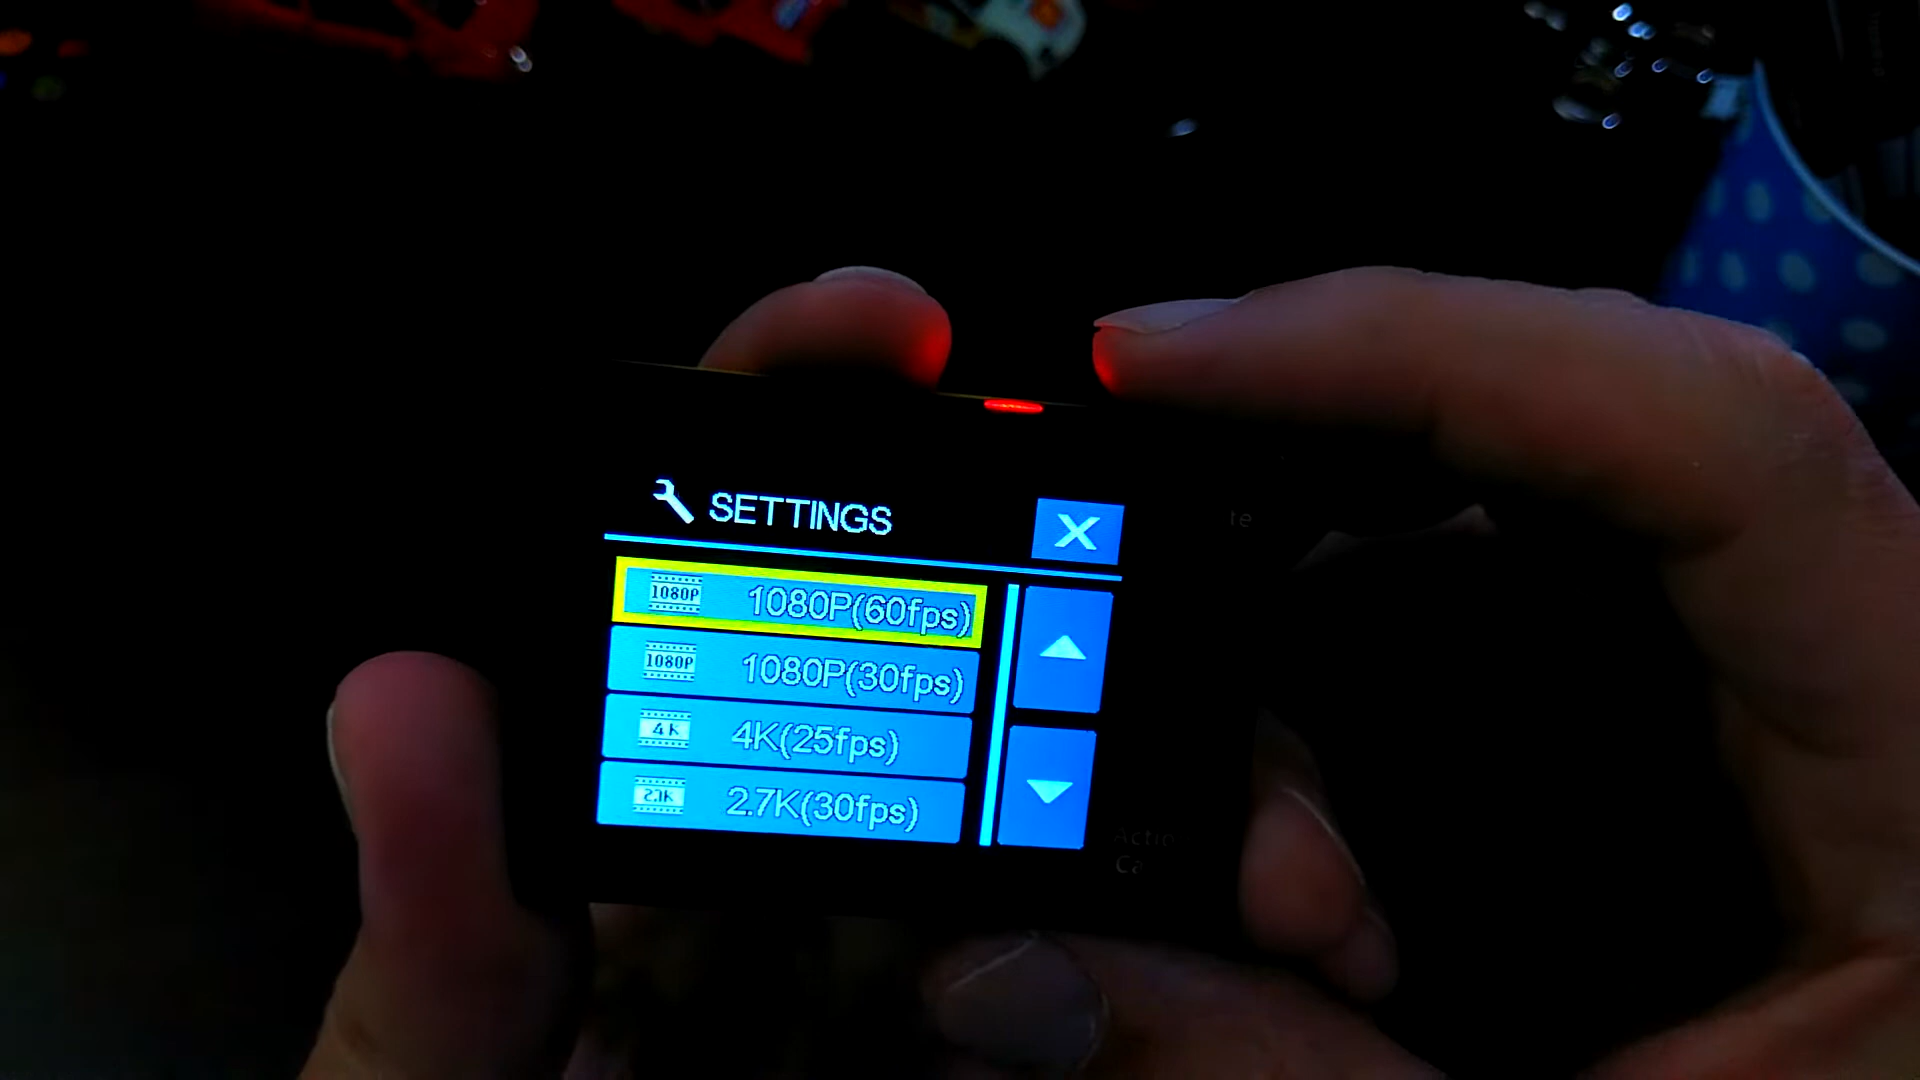 SETTINGS
X
1080P 1080P(60fps)
1080P 1080P(30fps)
4K 4K(25fps)
2.7K 2.7K(30fps)